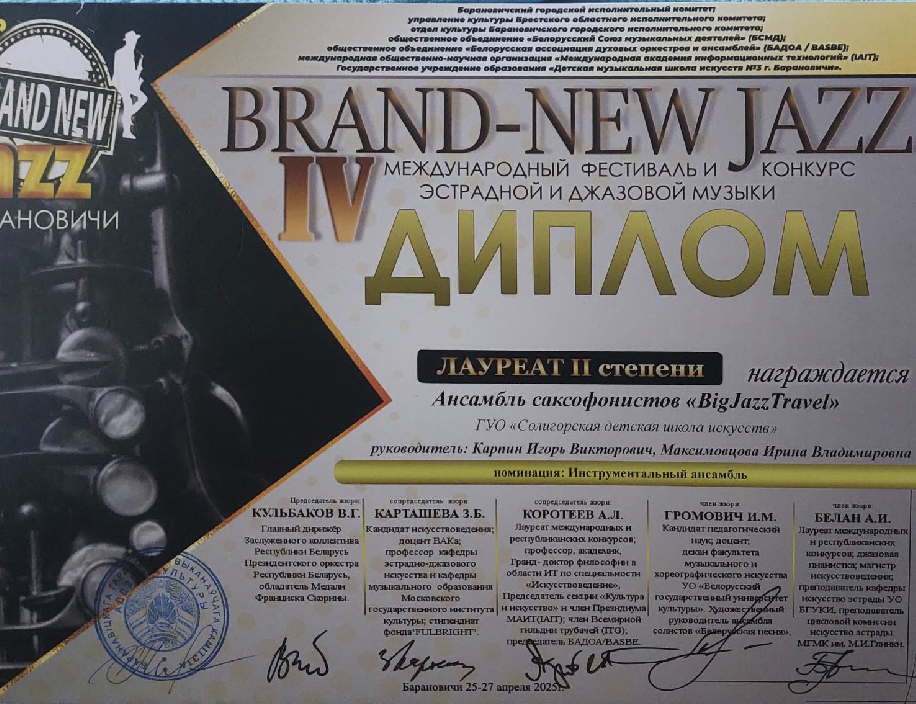 Барановичский городской исполнительный комитет;
управление культуры Брестского областного исполнительного комитета;
отдел культуры Барановичского городского исполнительного комитета;
общественное объединение «Белорусский Союз музыкальных деятелей» (БСМД);
общественное объединение «Белорусская ассоциация духовых оркестров и ансамблей» (БАДОА / BASBE);
международная общественно-научная организация «Международная академия информационных технологий» (IAIT);
Государственное учреждение образования «Детская музыкальная школа искусств №3 г. Барановичи».
AND NEW
ZZ
АНОВИЧИ
BRAND-NEW JAZZ
IV МЕЖДУНАРОДНЫЙ ФЕСТИВАЛЬ И КОНКУРС
ЭСТРАДНОЙ И ДЖАЗОВОЙ МУЗЫКИ
ДИПЛОМ
ЛАУРЕАТ II степени награждается
Ансамбль саксофонистов «BigJazzTravel»
ГУО «Солигорская детская школа искусств»
руководитель: Карпин Игорь Викторович, Максимовцова Ирина Владимировна
номинация: Инструментальный ансамбль
Председатель жюри:
КУЛЬБАКОВ В.Г.
Главный дирижёр
Заслуженного коллектива
Республики Беларусь
Президентского оркестра
Республики Беларусь,
обладатель Медали
Франциска Скорины.
сопредседатель жюри
КАРТАШЕВА З.Б.
Кандидат искусствоведения;
доцент ВАКа;
профессор кафедры
эстрадно-джазового
искусства и кафедры
музыкального образования
Московского
государственного института
культуры; стипендиат
фонда"FULBRIGHT".
сопредседатель жюри:
КОРОТЕЕВ А.Л.
Лауреат международных и
республиканских конкурсов;
профессор, академик,
Гранд- доктор философии в
области ИТ по специальности
«Искусствоведение».
Председатель секции «Культура
и искусство» и член Президиума
МАИТ(IAIT); член Всемирной
гильдии трубачей (ITG);
председатель БАДОА/BASBE.
член жюри
ГРОМОВИЧ И.М.
Кандидат педагогический
наук; доцент;
декан факультета
музыкального и
хореографического искусства
УО «Белорусский
государственный университет
культуры». Художественный
руководитель ансамбля
солистов «Белорусская песня».
член жюри:
БЕЛАН А.И.
Лауреат международных
и республиканских
конкурсов; джазовая
пианистка; магистр
искусствоведения;
преподаватель кафедры
искусство эстрады УО
БГУКИ, преподаватель
цикловой комиссии
искусство эстрады
МГМК им. М.И.Глинки.
Барановичи 25-27 апреля 2025г.